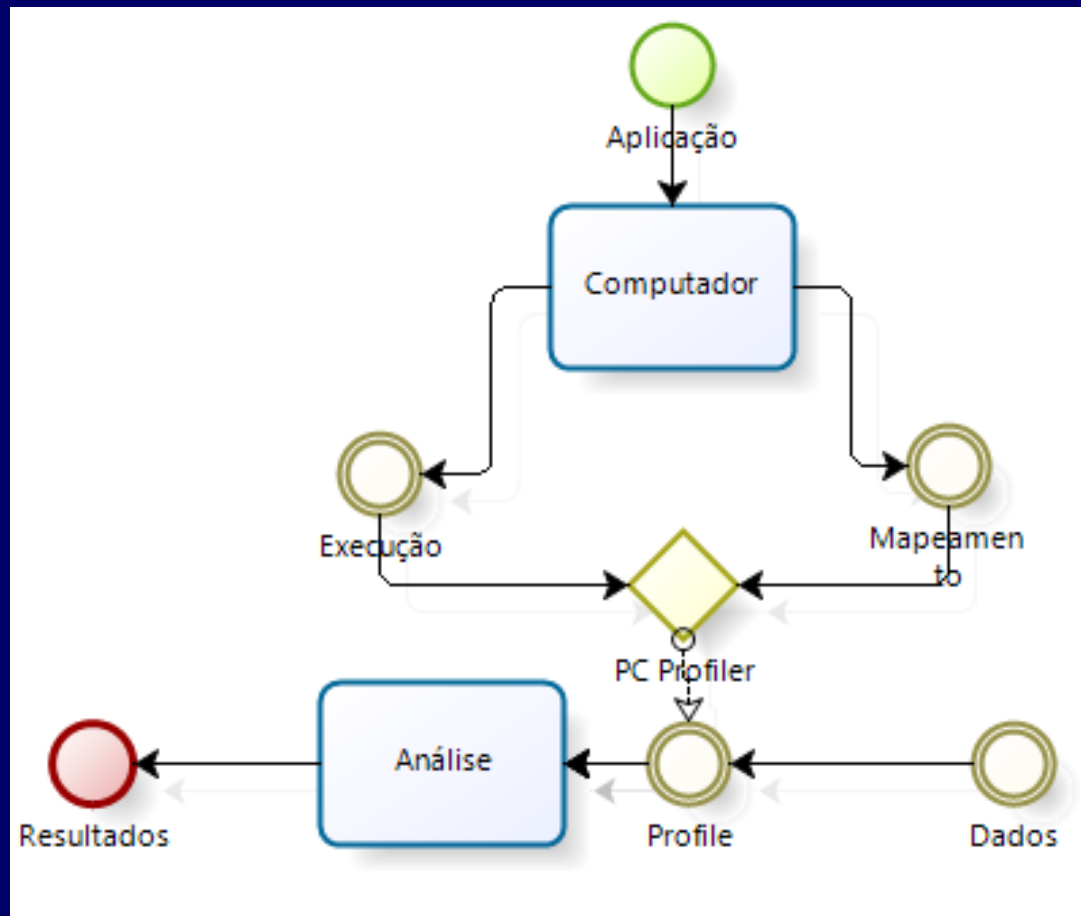 Aplicação
Computador
Execução
Mapeamen
to
PC Profiler
Análise
Resultados
Profile
Dados